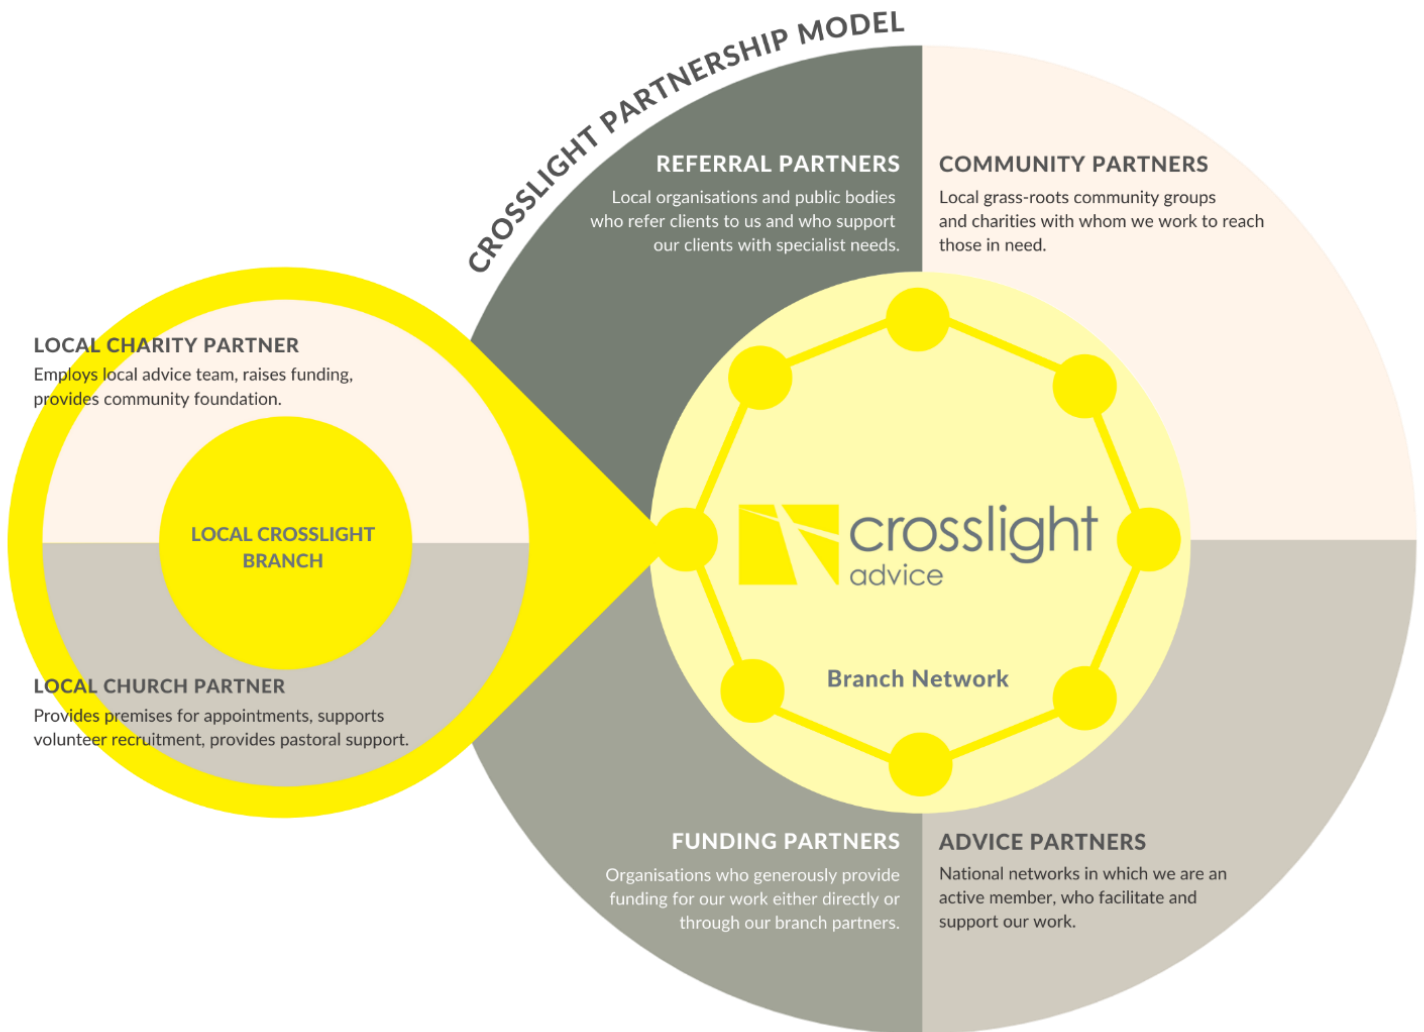 CROSSLIGHT PARTNERSHIP MODEL
REFERRAL PARTNERS
Local organisations and public bodies
who refer clients to us and who support
our clients with specialist needs.
COMMUNITY PARTNERS
Local grass-roots community groups
and charities with whom we work to reach
those in need.
LOCAL CHARITY PARTNER
Employs local advice team, raises funding,
provides community foundation.
LOCAL CROSSLIGHT
BRANCH
LOCAL CHURCH PARTNER
Provides premises for appointments, supports
volunteer recruitment, provides pastoral support.
crosslight
advice
Branch Network
FUNDING PARTNERS
Organisations who generously provide
funding for our work either directly or
through our branch partners.
ADVICE PARTNERS
National networks in which we are an
active member, who facilitate and
support our work.